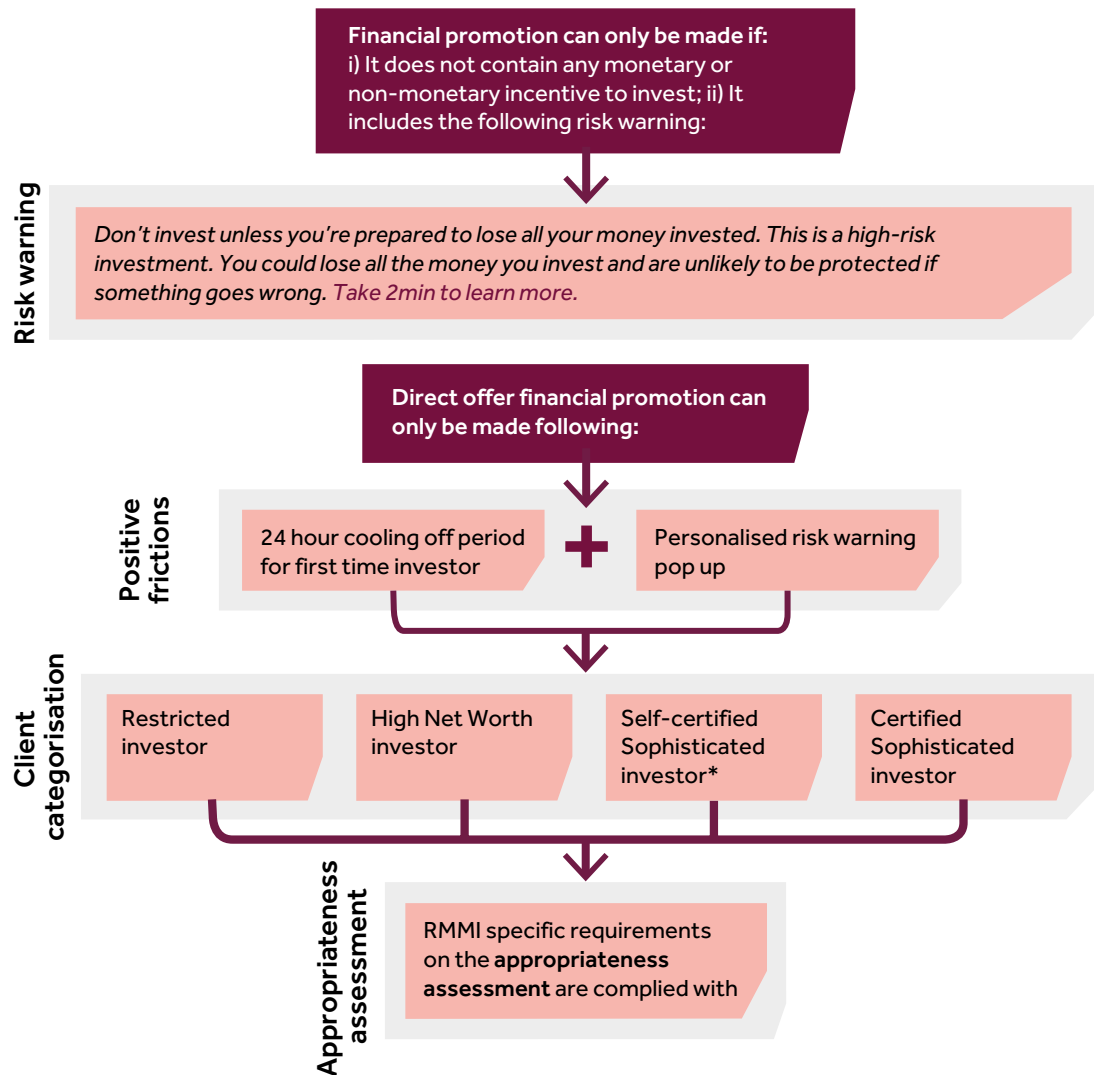 Financial promotion can only be made if:
i) It does not contain any monetary or
non-monetary incentive to invest; ii) It
includes the following risk warning:
Risk warning
Don't invest unless you're prepared to lose all your money invested. This is a high-risk
investment. You could lose all the money you invest and are unlikely to be protected if
something goes wrong. Take 2min to learn more.
Direct offer financial promotion can
only be made following:
Positive
frictions
24 hour cooling off period
for first time investor
+
Personalised risk warning
pop up
Client
categorisation
Restricted
investor
High Net Worth
investor
Self-certified
Sophisticated
investor*
Certified
Sophisticated
investor
Appropriateness
assessment
RMMI specific requirements
on the appropriateness
assessment are complied with